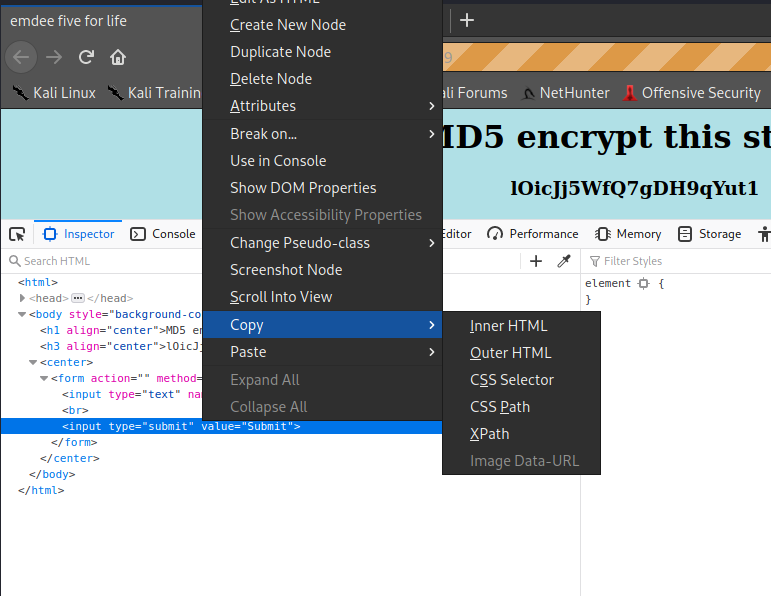 emdee five for life
Edit As HTML
Create New Node
Duplicate Node
Delete Node
Attributes
Break on...
Use in Console
Show DOM Properties
Show Accessibility Properties
Change Pseudo-class
Screenshot Node
Scroll Into View
Copy
Paste
Expand All
Collapse All
Inner HTML
Outer HTML
CSS Selector
CSS Path
XPath
Image Data-URL
Kali Linux Kali Trainin ali Forums NetHunter Offensive Security
MD5 encrypt this st
lOicJj5WfQ7gDH9qYut1
Inspector Console Editor Performance Memory Storage
Search HTML Filter Styles
<html>
<head></head>
<body style="background-co
<h1 align="center">MD5 en
<h3 align="center">lOicJj
<center>
<form action="" method=
<input type="text" na
<br>
<input type="submit" value="Submit">
</form>
</center>
</body>
</html>
element {
}